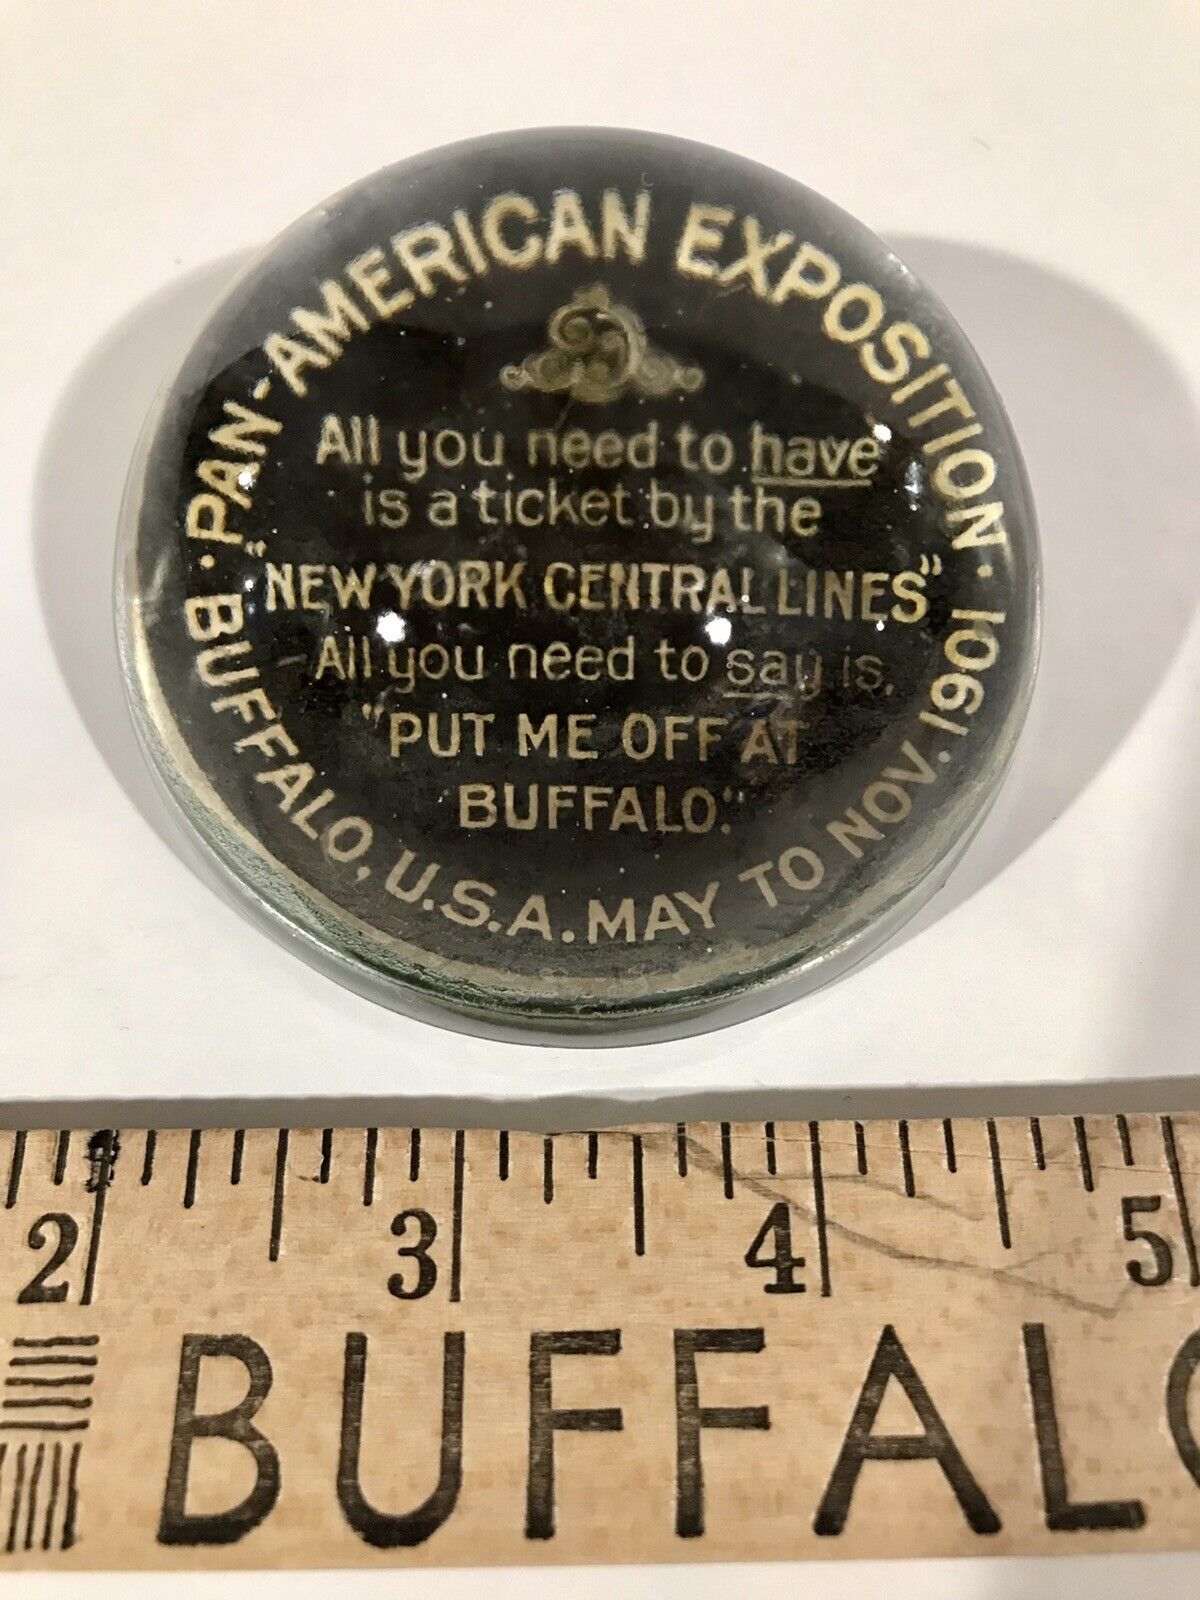 · PAN-AMERICAN EXPOSITION ·
All you need to have
is a ticket by the
"NEW YORK CENTRAL LINES"
All you need to say is,
"PUT ME OFF AT
BUFFALO."
BUFFALO, U.S.A. MAY TO NOV. 1901
2 3 4 5
BUFFALO